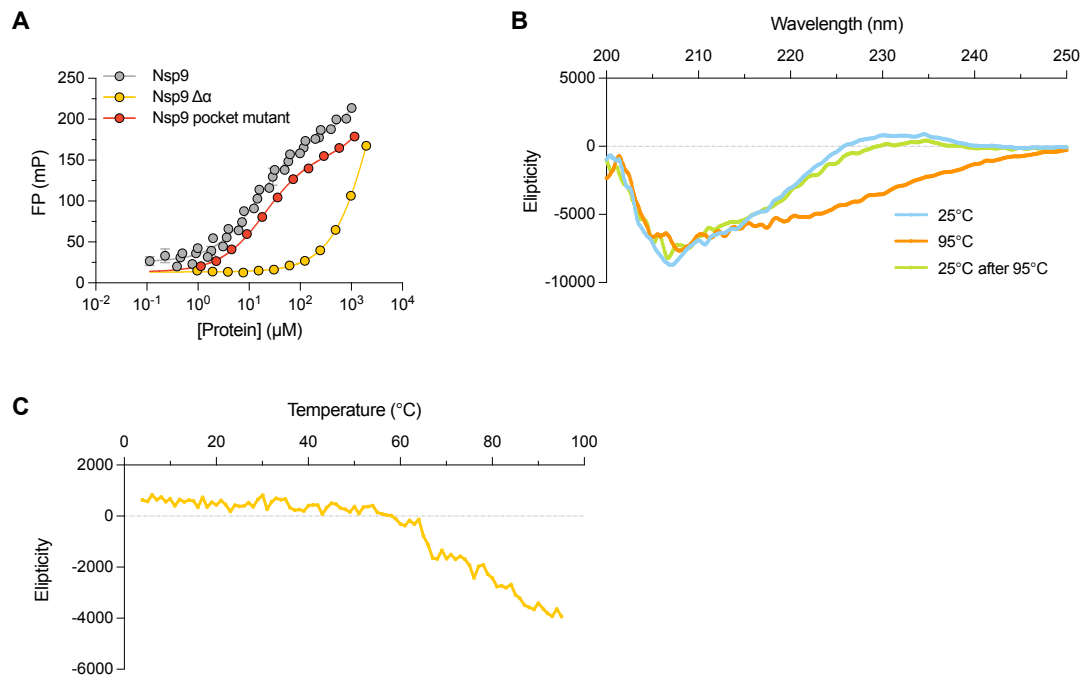 A
Nsp9
Nsp9 Δα
Nsp9 pocket mutant
250
200
150
100
50
0
FP (mP)
10⁻² 10⁻¹ 10⁰ 10¹ 10² 10³ 10⁴
[Protein] (µM)
B
Wavelength (nm)
200 210 220 230 240 250
5000
0
-5000
-10000
Elipticity
25°C
95°C
25°C after 95°C
C
Temperature (°C)
0 20 40 60 80 100
2000
0
-2000
-4000
-6000
Elipticity